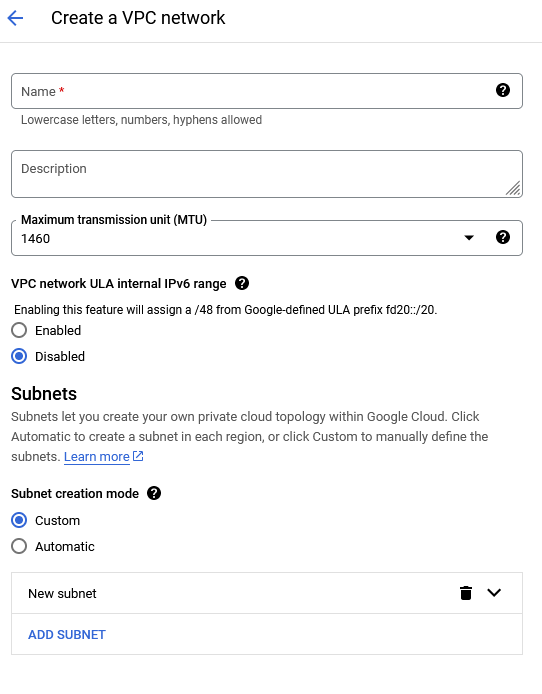 Create a VPC network
Name *
Lowercase letters, numbers, hyphens allowed
Description
Maximum transmission unit (MTU)
1460
VPC network ULA internal IPv6 range
Enabling this feature will assign a /48 from Google-defined ULA prefix fd20::/20.
Enabled
Disabled
Subnets
Subnets let you create your own private cloud topology within Google Cloud. Click
Automatic to create a subnet in each region, or click Custom to manually define the
subnets. Learn more
Subnet creation mode
Custom
Automatic
New subnet
ADD SUBNET